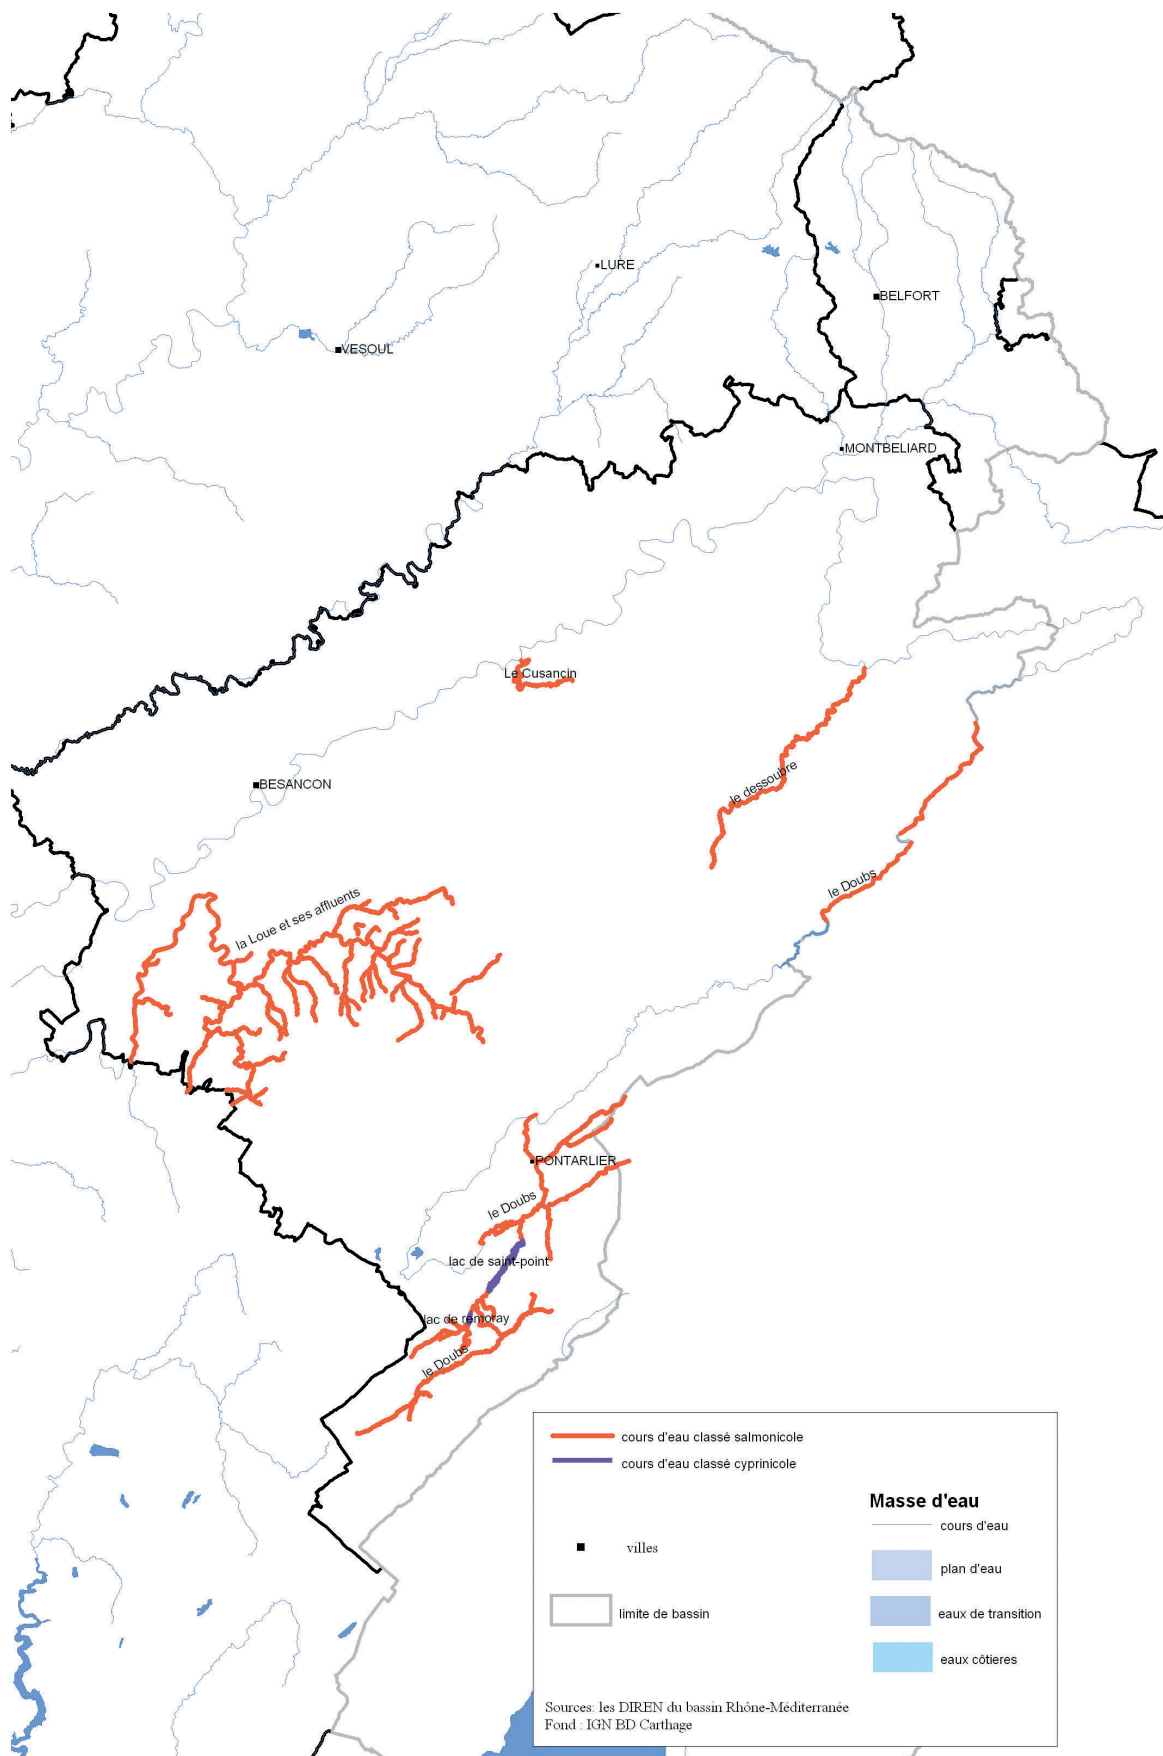 LURE
BELFORT
VESOUL
MONTBELIARD
Le Cusancin
le dessoubre
BESANCON
le Doubs
la Loue et ses affluents
PONTARLIER
le Doubs
lac de saint-point
lac de remoray
le Doubs
cours d'eau classé salmonicole
cours d'eau classé cyprinicole
villes
limite de bassin
Masse d'eau
cours d'eau
plan d'eau
eaux de transition
eaux côtieres
Sources: les DIREN du bassin Rhône-Méditerranée
Fond : IGN BD Carthage